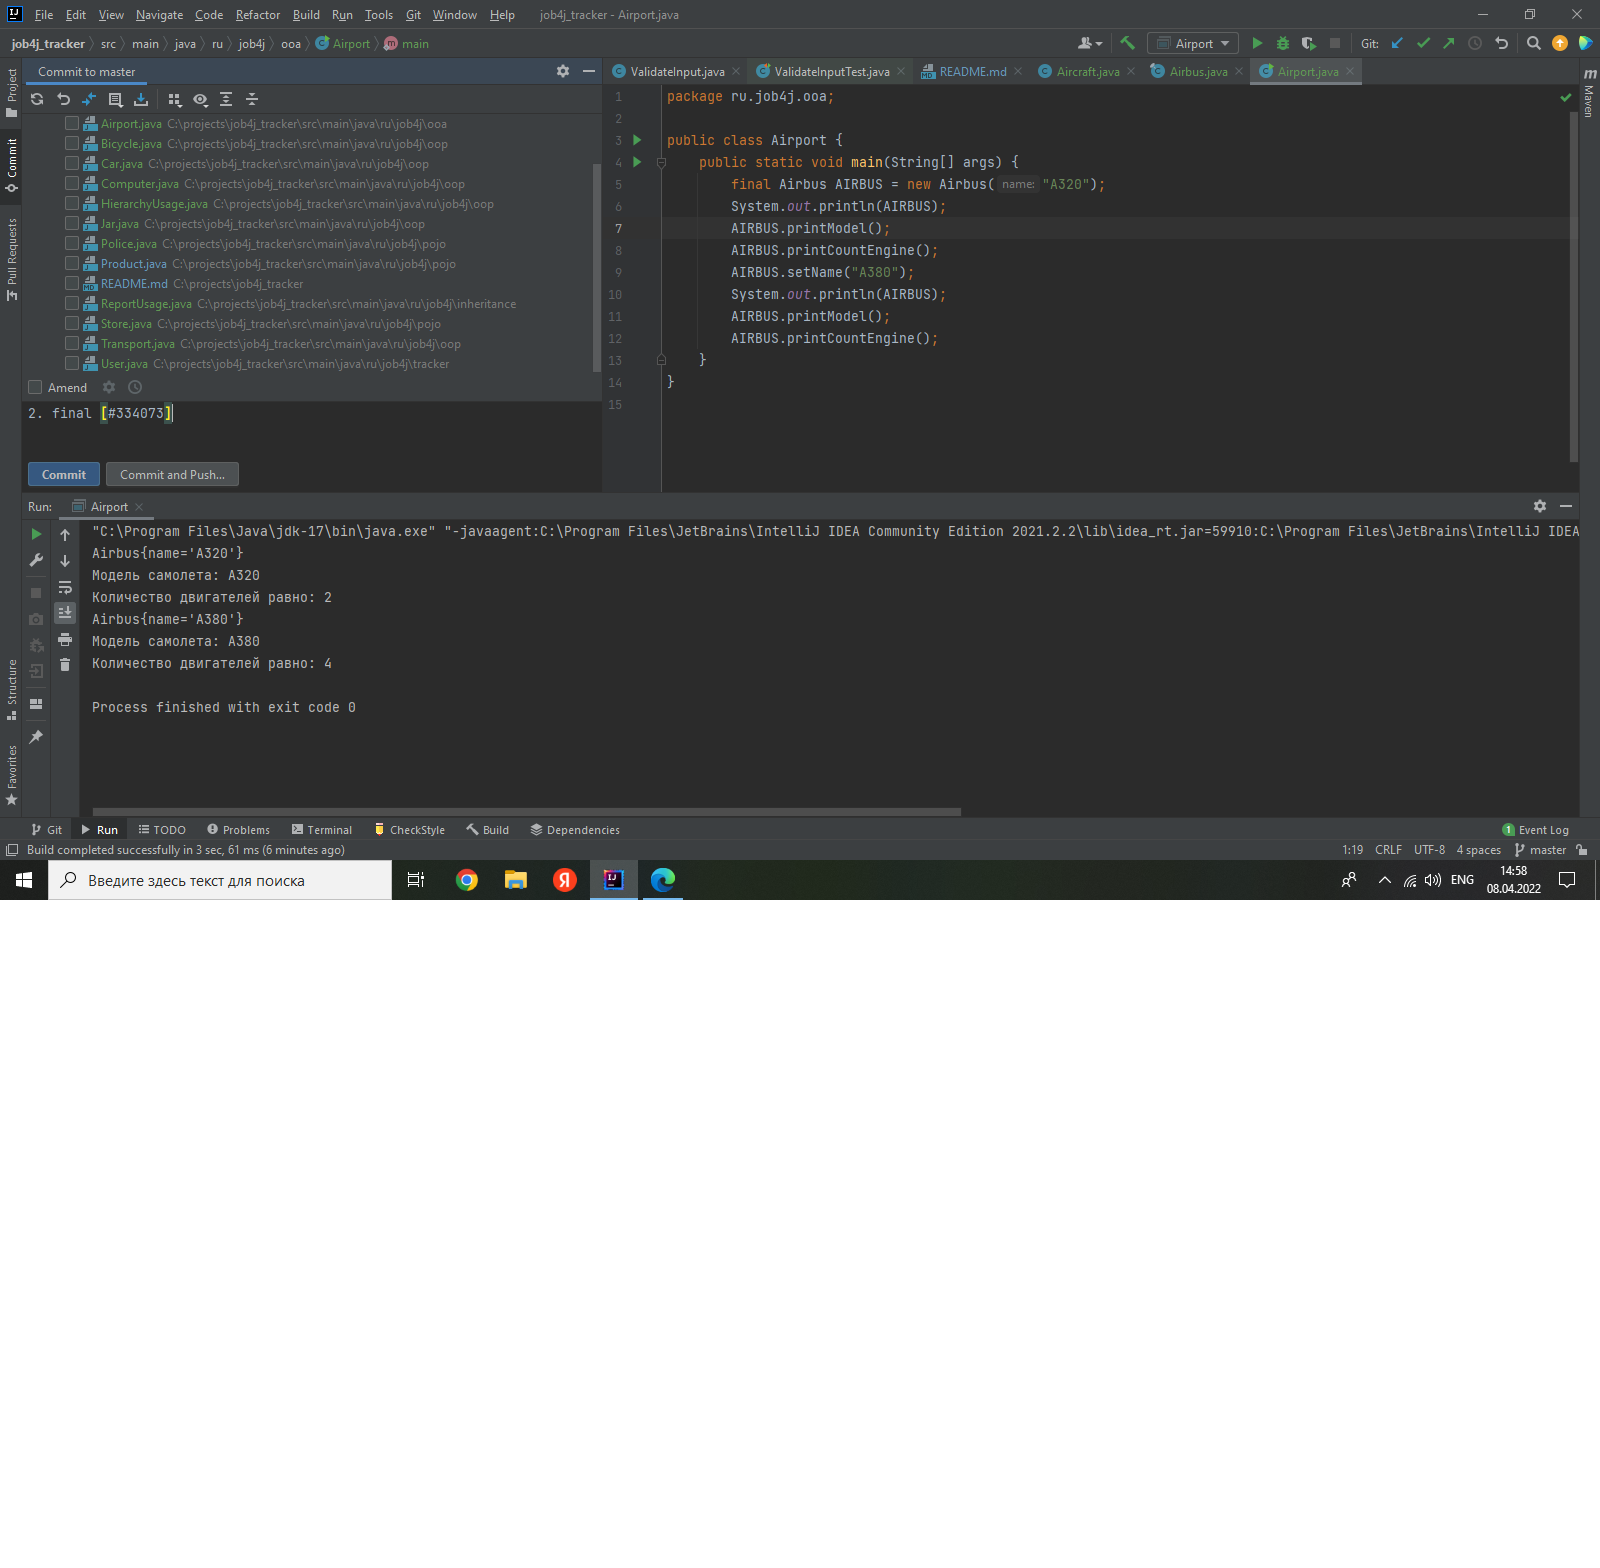 File Edit View Navigate Code Refactor Build Run Tools Git Window Help job4j_tracker - Airport.java
job4j_tracker src main java ru job4j ooa Airport main
Airport
Git:
Commit to master
ValidateInput.java ValidateInputTest.java README.md Aircraft.java Airbus.java Airport.java
Project
Commit
Pull Requests
Structure
Favorites
Maven
Airport.java C:\projects\job4j_tracker\src\main\java\ru\job4j\ooa
Bicycle.java C:\projects\job4j_tracker\src\main\java\ru\job4j\oop
Car.java C:\projects\job4j_tracker\src\main\java\ru\job4j\oop
Computer.java C:\projects\job4j_tracker\src\main\java\ru\job4j\oop
HierarchyUsage.java C:\projects\job4j_tracker\src\main\java\ru\job4j\oop
Jar.java C:\projects\job4j_tracker\src\main\java\ru\job4j\oop
Police.java C:\projects\job4j_tracker\src\main\java\ru\job4j\pojo
Product.java C:\projects\job4j_tracker\src\main\java\ru\job4j\pojo
README.md C:\projects\job4j_tracker
ReportUsage.java C:\projects\job4j_tracker\src\main\java\ru\job4j\inheritance
Store.java C:\projects\job4j_tracker\src\main\java\ru\job4j\pojo
Transport.java C:\projects\job4j_tracker\src\main\java\ru\job4j\oop
User.java C:\projects\job4j_tracker\src\main\java\ru\job4j\tracker
Amend
2. final [#334073]
Commit Commit and Push...
1 package ru.job4j.ooa;
2
3 public class Airport {
4 public static void main(String[] args) {
5 final Airbus AIRBUS = new Airbus( name: "A320");
6 System.out.println(AIRBUS);
7 AIRBUS.printModel();
8 AIRBUS.printCountEngine();
9 AIRBUS.setName("A380");
10 System.out.println(AIRBUS);
11 AIRBUS.printModel();
12 AIRBUS.printCountEngine();
13 }
14 }
15
Run: Airport
"C:\Program Files\Java\jdk-17\bin\java.exe" "-javaagent:C:\Program Files\JetBrains\IntelliJ IDEA Community Edition 2021.2.2\lib\idea_rt.jar=59910:C:\Program Files\JetBrains\IntelliJ IDEA
Airbus{name='A320'}
Модель самолета: A320
Количество двигателей равно: 2
Airbus{name='A380'}
Модель самолета: A380
Количество двигателей равно: 4
Process finished with exit code 0
Git Run TODO Problems Terminal CheckStyle Build Dependencies 1 Event Log
Build completed successfully in 3 sec, 61 ms (6 minutes ago) 1:19 CRLF UTF-8 4 spaces master
Введите здесь текст для поиска
ENG
14:58
08.04.2022